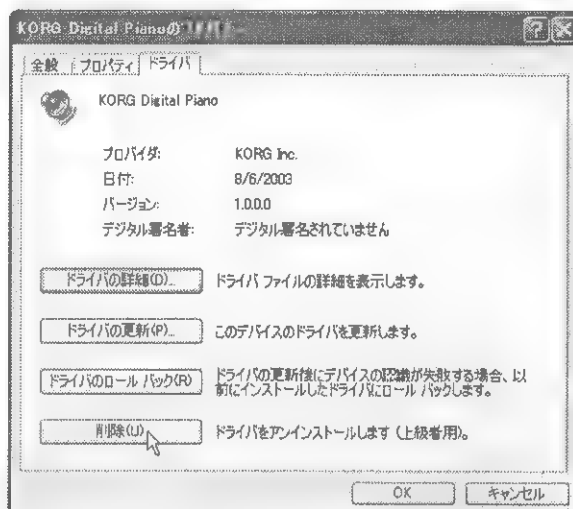 KORG Digital Pianoの
全般
プロパティ
ドライバ
KORG Digital Piano
プロバイダ: KORG Inc.
日付: 8/6/2003
バージョン: 1.0.0.0
デジタル署名者: デジタル署名されていません
ドライバの詳細(D)... ドライバ ファイルの詳細を表示します。
ドライバの更新(P)... このデバイスのドライバを更新します。
ドライバのロール バック(R) ドライバの更新後にデバイスの認識が失敗する場合、以
前にインストールしたドライバにロール バックします。
削除(U) ドライバをアンインストールします (上級者用)。
OK
キャンセル